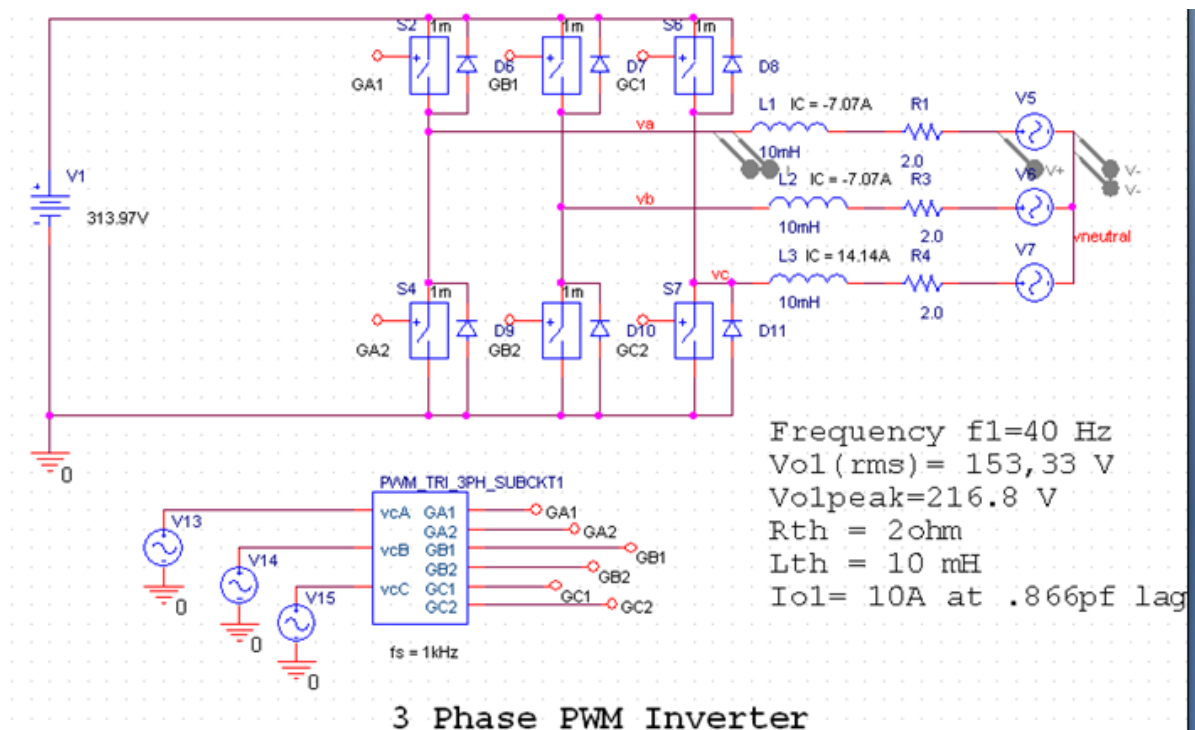 S2 1m
1m
S6 1m
GA1
D6
GB1
D7
GC1
D8
V1
313.97V
va
L1 IC = -7.07A R1 V5
10mH
2.0
V+
V-
V-
vb
L2 IC = -7.07A R3 V6
10mH
2.0
vneutral
vc
L3 IC = 14.14A R4 V7
10mH
2.0
S4 1m
1m
S7
GA2
D9
GB2
D10
GC2
D11
0
Frequency f1=40 Hz
Vo1(rms)= 153,33 V
Vo1peak=216.8 V
Rth = 2ohm
Lth = 10 mH
Io1= 10A at .866pf lag
PWM_TRI_3PH_SUBCKT1
V13
0
V14
0
V15
0
vcA GA1 GA1
GA2 GA2
vcB GB1 GB1
GB2 GB2
vcC GC1 GC1
GC2 GC2
fs = 1kHz
3 Phase PWM Inverter